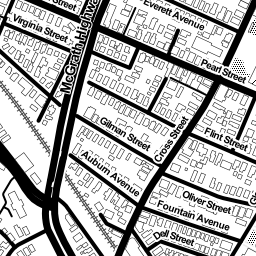 Street
Everett Avenue
Virginia Street
McGrath Highwa
Pearl Street
Gilman Street
Cross Street
Flint Street
Auburn Avenue
Oliver Street
Fountain Avenue
Dell Street